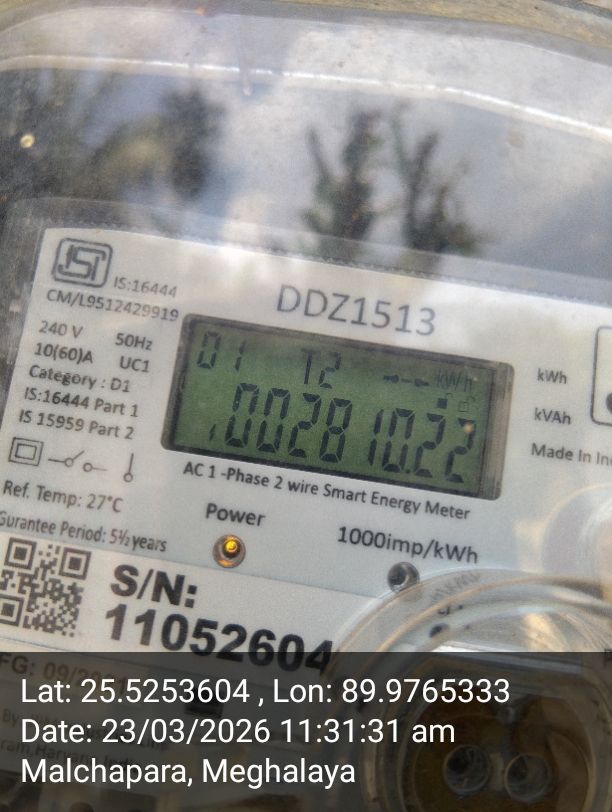 IS:16444
CM/L9512429919
DDZ1513
240 V 50Hz
10(60)A UC1
Category : D1
IS:16444 Part 1
IS 15959 Part 2
01 T2 kWh
002810.22
kWh
kVAh
Made In
AC 1 -Phase 2 wire Smart Energy Meter
Ref. Temp: 27°C
Gurantee Period: 5½ years
Power
1000imp/kWh
S/N:
11052604
Lat: 25.5253604 , Lon: 89.9765333
Date: 23/03/2026 11:31:31 am
Malchapara, Meghalaya